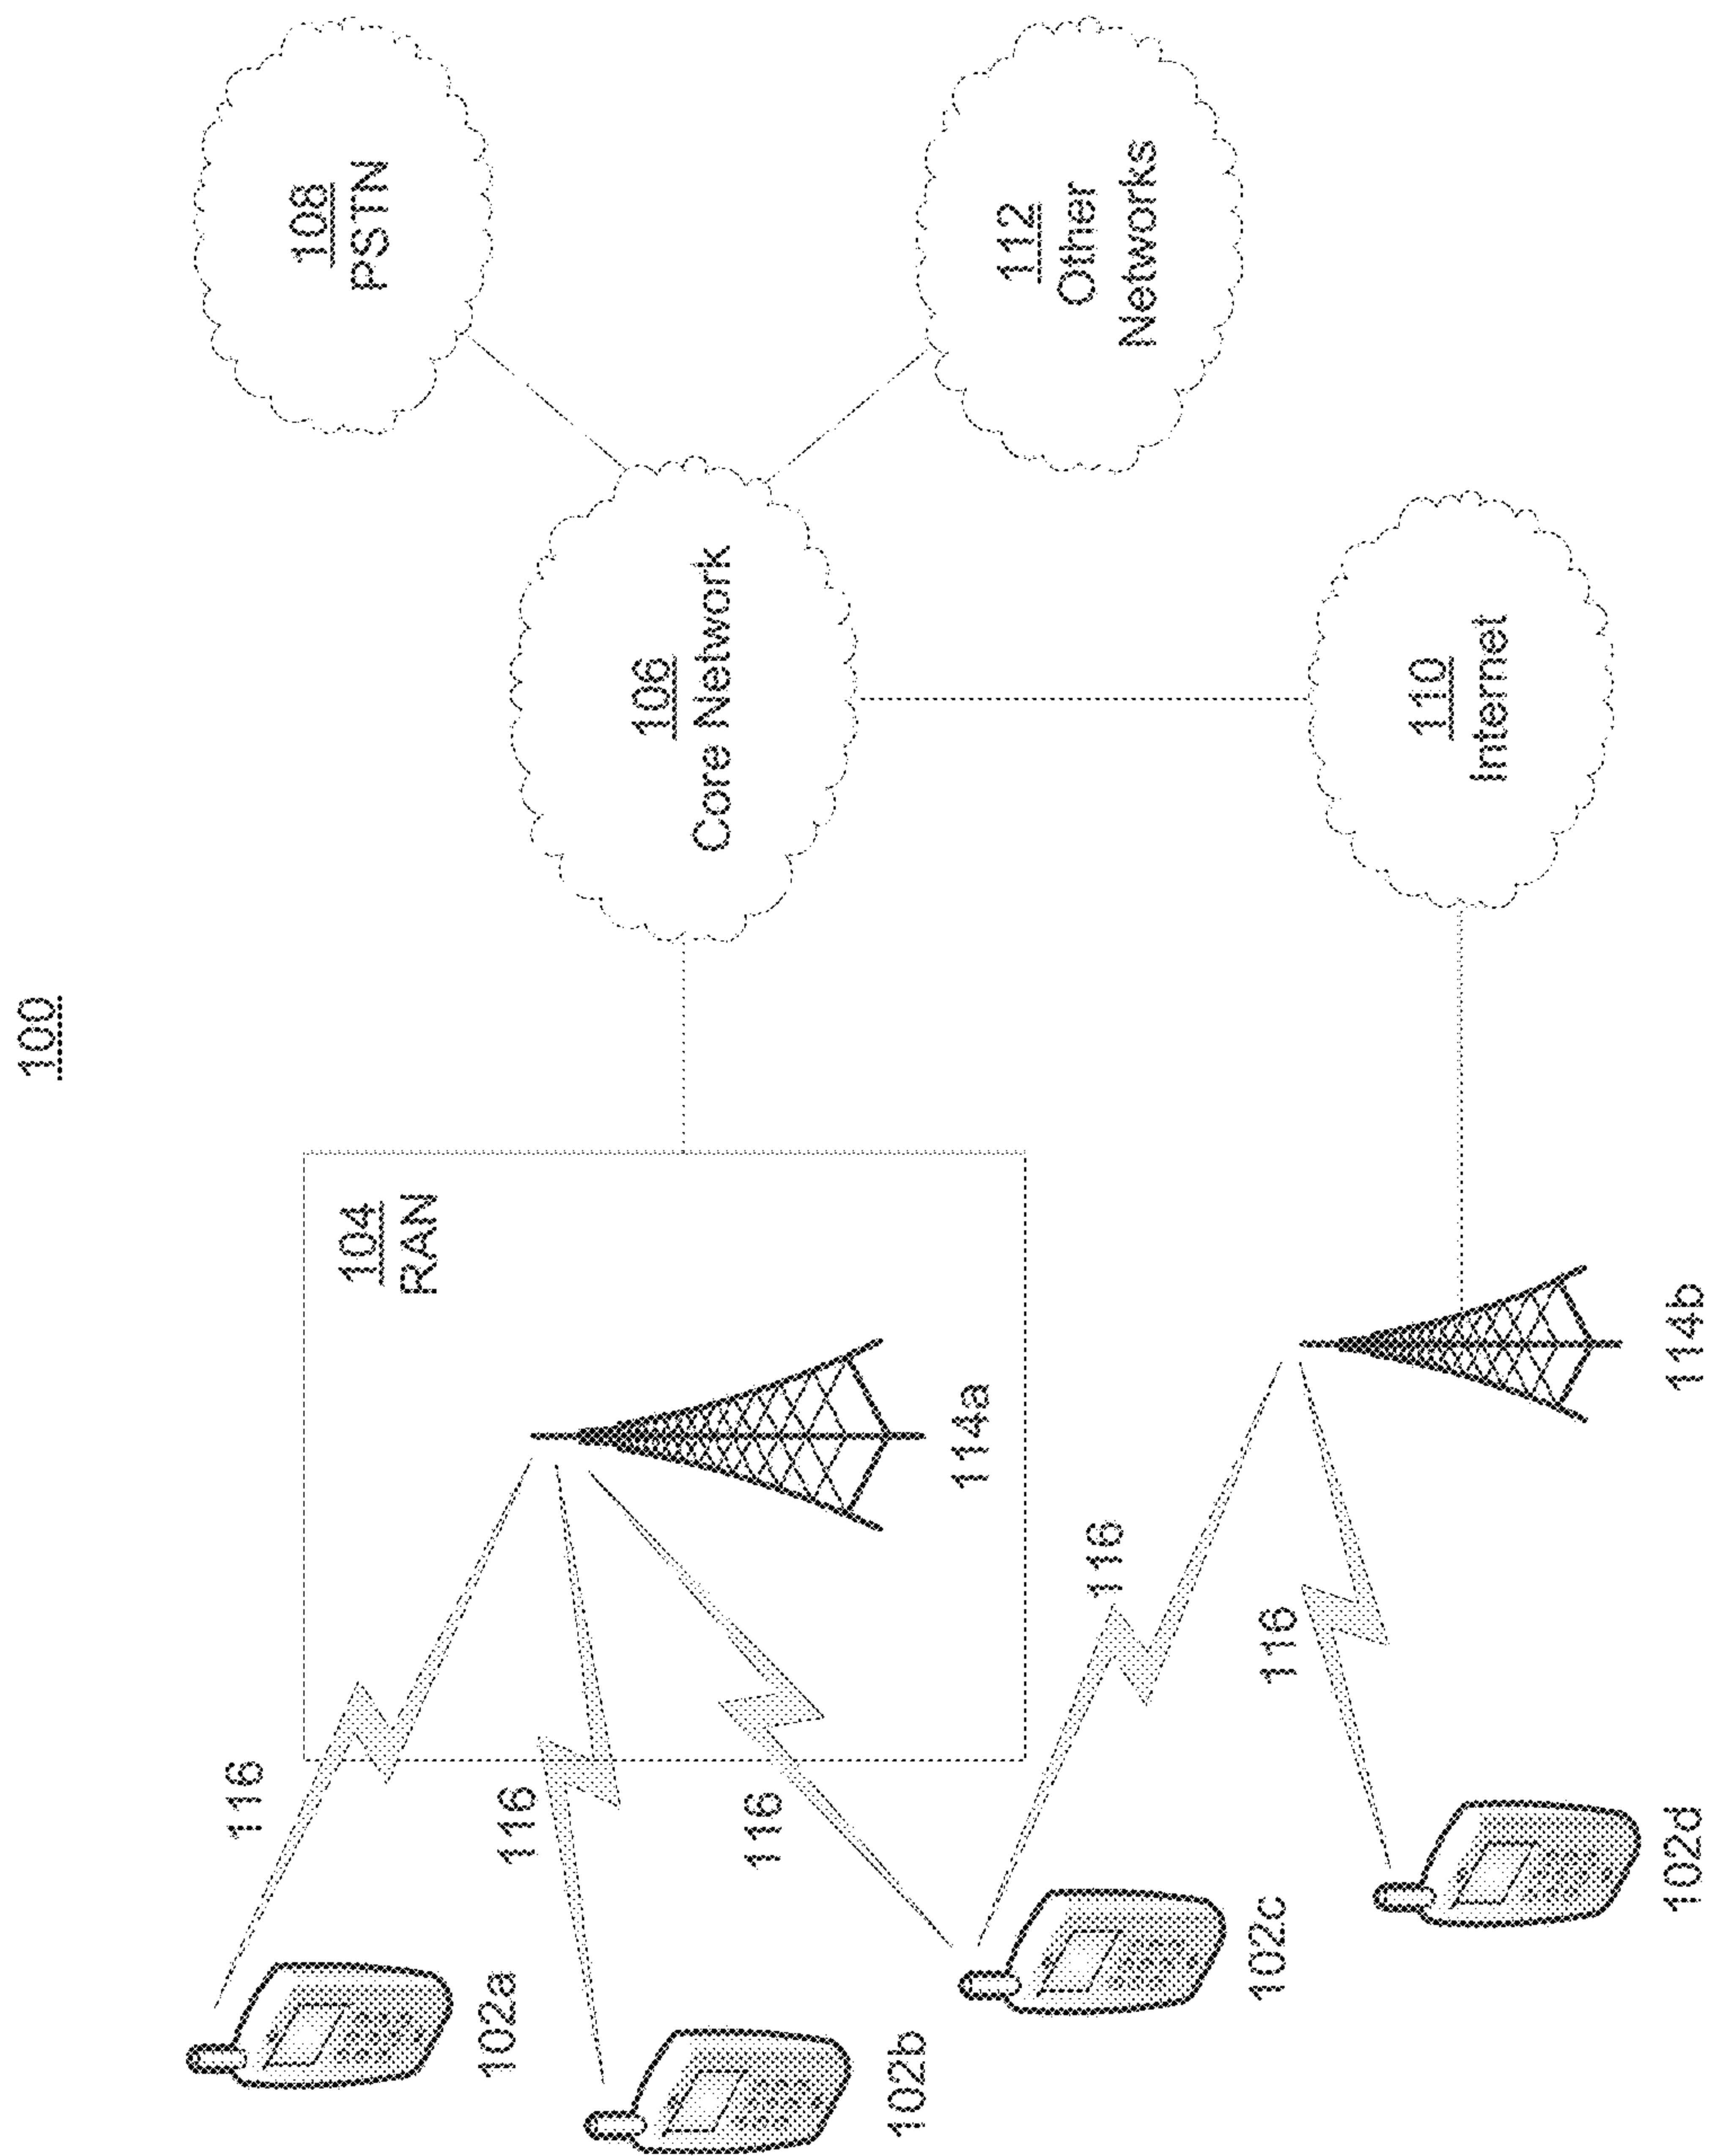 100
108
PSTN
104
RAN
106
Core Network
112
Other
Networks
116
102a
116
102b
116
114a
116
102c
116
110
Internet
102d
114b